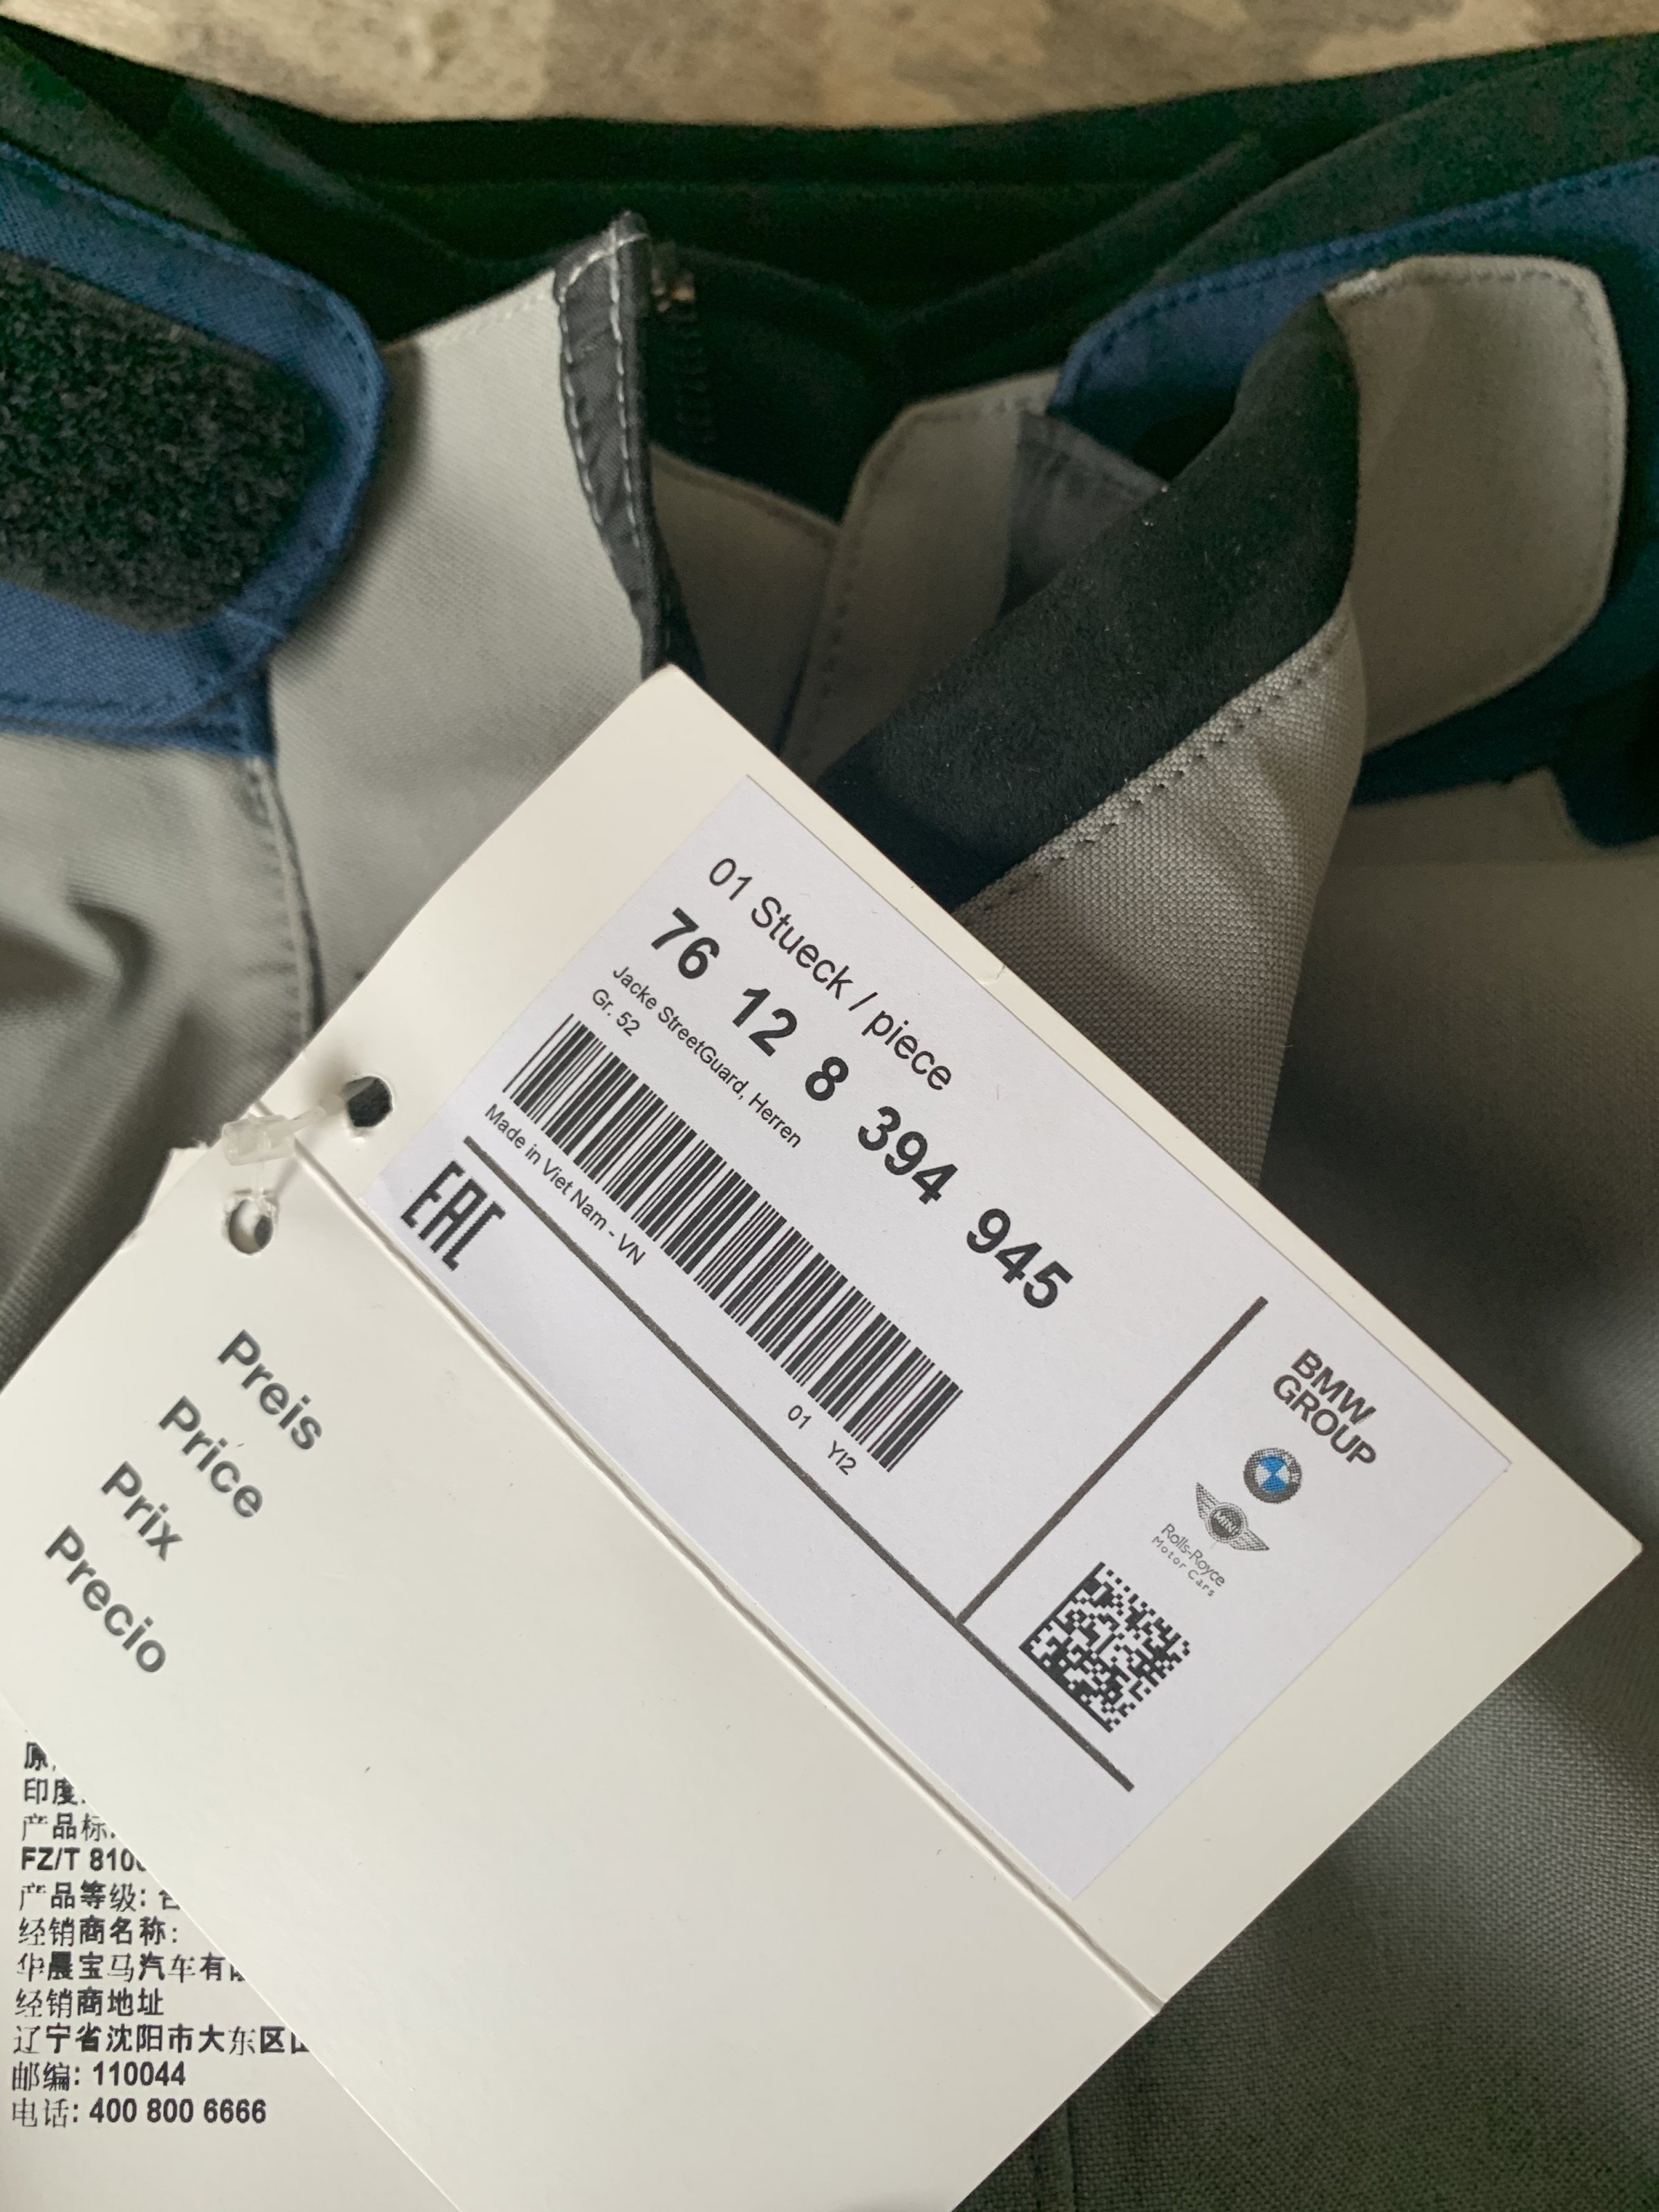 01 Stueck / piece
76 12 8 394 945
Jacke StreetGuard, Herren
Gr. 52
Made in Viet Nam - VN
01 YI2
EAC
BMW
GROUP
MINI
Rolls-Royce
Motor Cars
Preis
Price
Prix
Precio
印度
产品标
FZ/T 810
产品等级:
经销商名称:
华晨宝马汽车有
经销商地址
辽宁省沈阳市大东区
邮编: 110044
电话: 400 800 6666